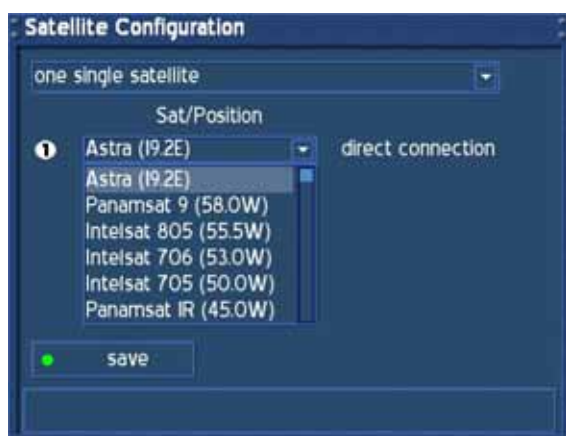 Satellite Configuration
one single satellite
Sat/Position
1 Astra (19.2E) direct connection
Astra (19.2E)
Panamsat 9 (58.0W)
Intelsat 805 (55.5W)
Intelsat 706 (53.0W)
Intelsat 705 (50.0W)
Panamsat 1R (45.0W)
save